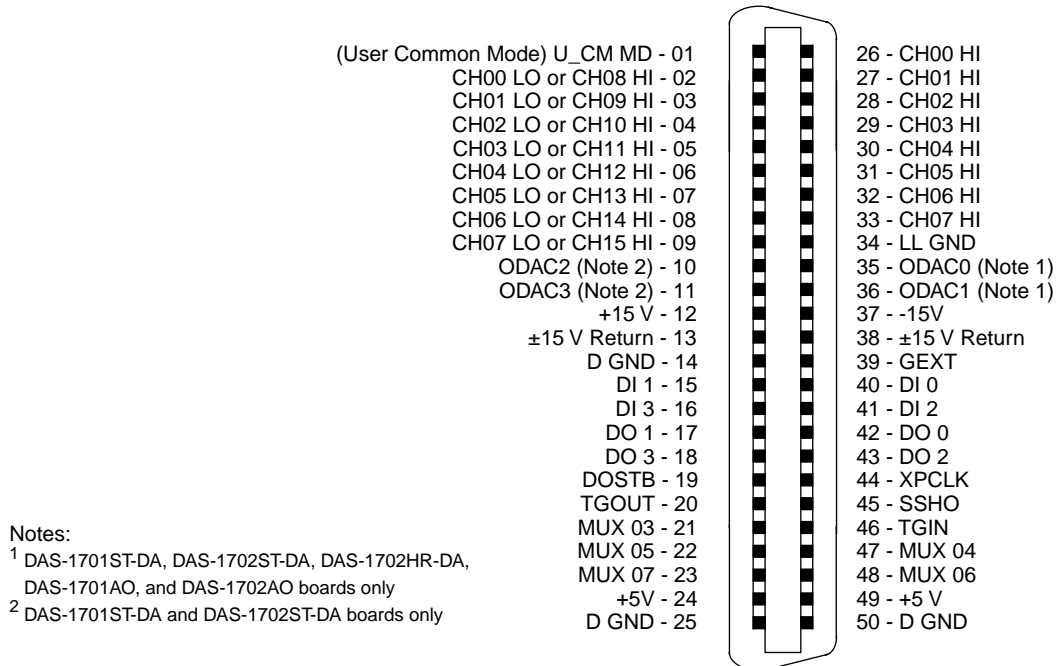 (User Common Mode) U_CM MD - 01
CH00 LO or CH08 HI - 02
CH01 LO or CH09 HI - 03
CH02 LO or CH10 HI - 04
CH03 LO or CH11 HI - 05
CH04 LO or CH12 HI - 06
CH05 LO or CH13 HI - 07
CH06 LO or CH14 HI - 08
CH07 LO or CH15 HI - 09
ODAC2 (Note 2) - 10
ODAC3 (Note 2) - 11
+15 V - 12
±15 V Return - 13
D GND - 14
DI 1 - 15
DI 3 - 16
DO 1 - 17
DO 3 - 18
DOSTB - 19
TGOUT - 20
MUX 03 - 21
MUX 05 - 22
MUX 07 - 23
+5V - 24
D GND - 25
26 - CH00 HI
27 - CH01 HI
28 - CH02 HI
29 - CH03 HI
30 - CH04 HI
31 - CH05 HI
32 - CH06 HI
33 - CH07 HI
34 - LL GND
35 - ODAC0 (Note 1)
36 - ODAC1 (Note 1)
37 - -15V
38 - ±15 V Return
39 - GEXT
40 - DI 0
41 - DI 2
42 - DO 0
43 - DO 2
44 - XPCLK
45 - SSHO
46 - TGIN
47 - MUX 04
48 - MUX 06
49 - +5 V
50 - D GND
Notes:
1 DAS-1701ST-DA, DAS-1702ST-DA, DAS-1702HR-DA,
DAS-1701AO, and DAS-1702AO boards only
2 DAS-1701ST-DA and DAS-1702ST-DA boards only